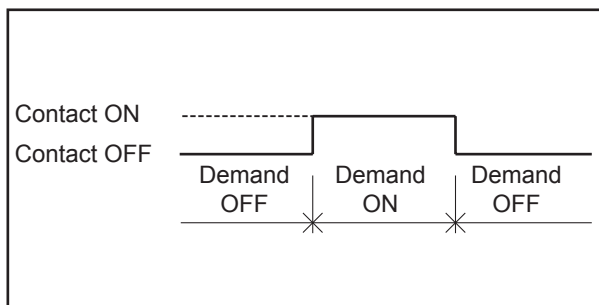 Contact ON
Contact OFF
Demand OFF
Demand ON
Demand OFF